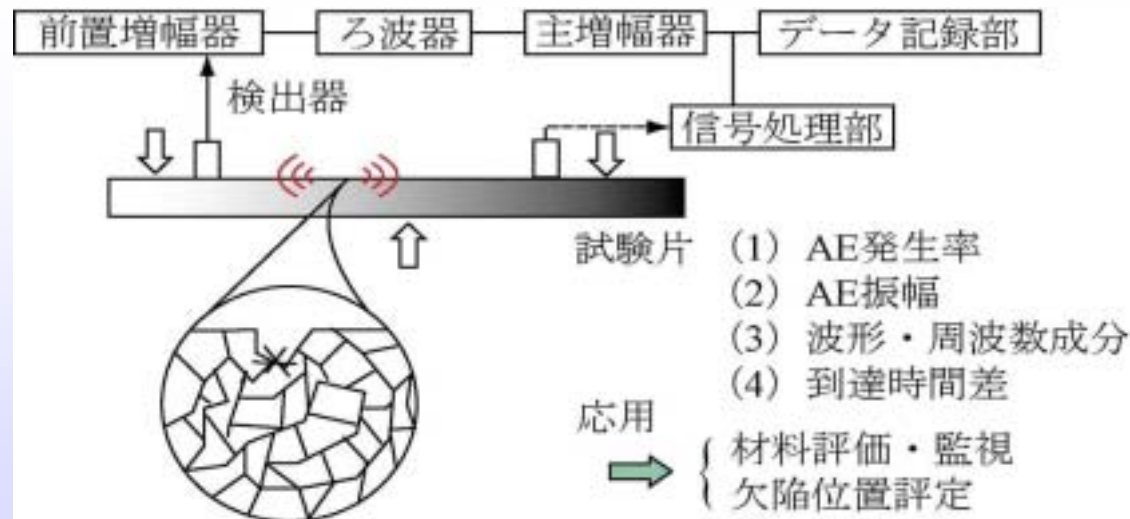 前置増幅器 ろ波器 主増幅器 データ記録部
検出器
信号処理部
試験片
(1) AE発生率
(2) AE振幅
(3) 波形・周波数成分
(4) 到達時間差
応用
材料評価・監視
欠陥位置評定